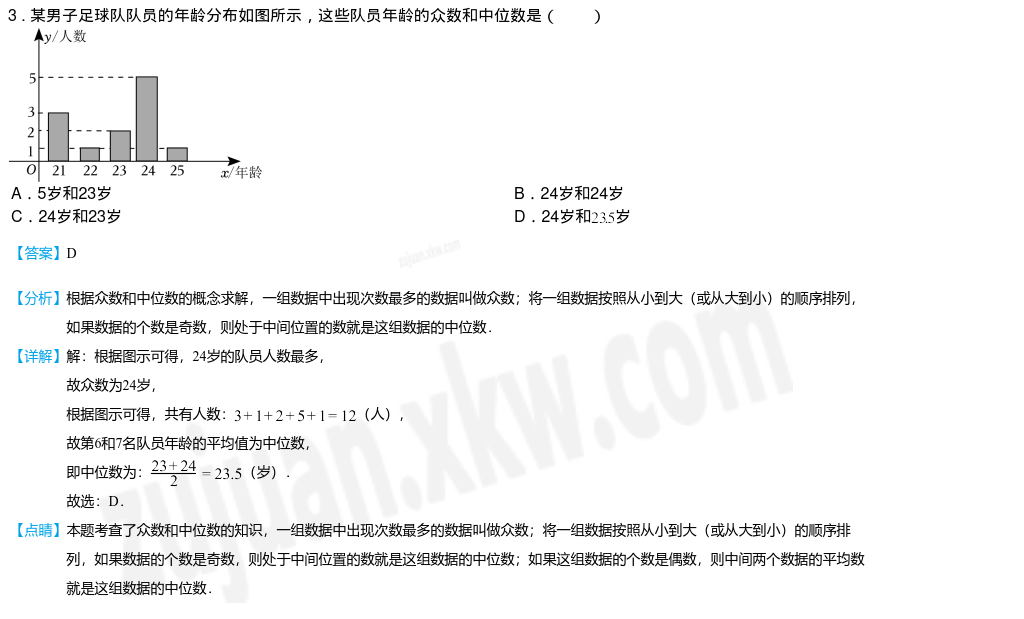 3．某男子足球队队员的年龄分布如图所示，这些队员年龄的众数和中位数是（　　）
y/人数
5
3
2
1
O 21 22 23 24 25 x/年龄
A．5岁和23岁 B．24岁和24岁
C．24岁和23岁 D．24岁和23.5岁
【答案】D
zujuan.xkw.com
【分析】根据众数和中位数的概念求解，一组数据中出现次数最多的数据叫做众数；将一组数据按照从小到大（或从大到小）的顺序排列，
如果数据的个数是奇数，则处于中间位置的数就是这组数据的中位数．
【详解】解：根据图示可得，24岁的队员人数最多，
故众数为24岁，
根据图示可得，共有人数：3+1+2+5+1=12（人），
故第6和7名队员年龄的平均值为中位数，
即中位数为：(23+24)/2=23.5（岁）．
故选：D．
【点睛】本题考查了众数和中位数的知识，一组数据中出现次数最多的数据叫做众数；将一组数据按照从小到大（或从大到小）的顺序排
列，如果数据的个数是奇数，则处于中间位置的数就是这组数据的中位数；如果这组数据的个数是偶数，则中间两个数据的平均数
就是这组数据的中位数．
zujuan.xkw.com